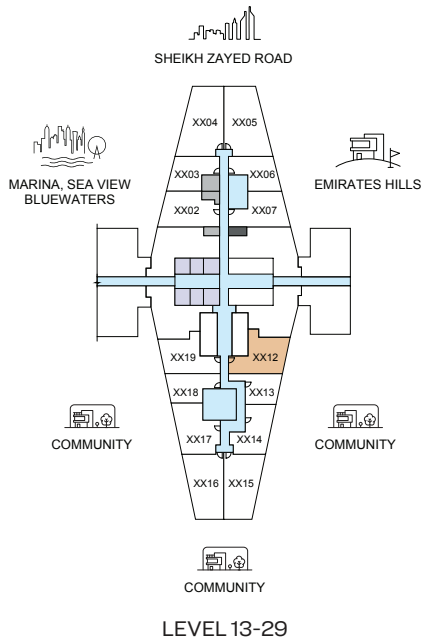 SHEIKH ZAYED ROAD
XX04
XX05
MARINA, SEA VIEW
BLUEWATERS
XX03
XX06
EMIRATES HILLS
XX02
XX07
XX19
XX12
XX18
XX13
COMMUNITY
XX17
XX14
COMMUNITY
XX16
XX15
COMMUNITY
LEVEL 13-29